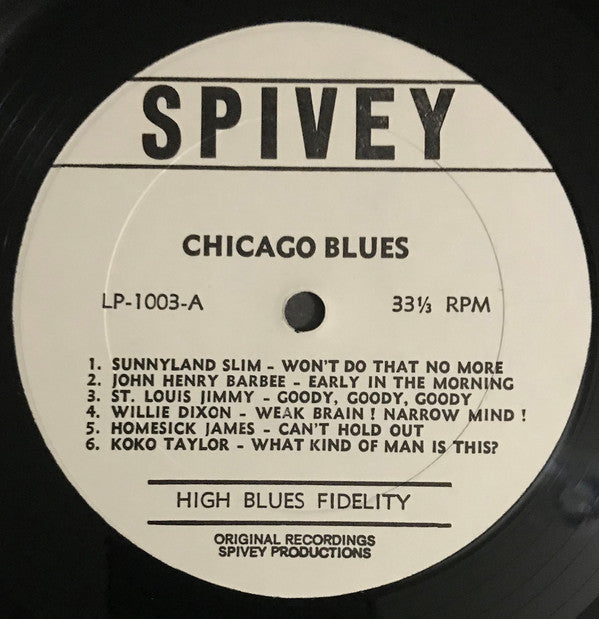 SPIVEY
CHICAGO BLUES
LP-1003-A 33⅓ RPM
1. SUNNYLAND SLIM - WON'T DO THAT NO MORE
2. JOHN HENRY BARBEE - EARLY IN THE MORNING
3. ST. LOUIS JIMMY - GOODY, GOODY, GOODY
4. WILLIE DIXON - WEAK BRAIN ! NARROW MIND !
5. HOMESICK JAMES - CAN'T HOLD OUT
6. KOKO TAYLOR - WHAT KIND OF MAN IS THIS?
HIGH BLUES FIDELITY
ORIGINAL RECORDINGS
SPIVEY PRODUCTIONS